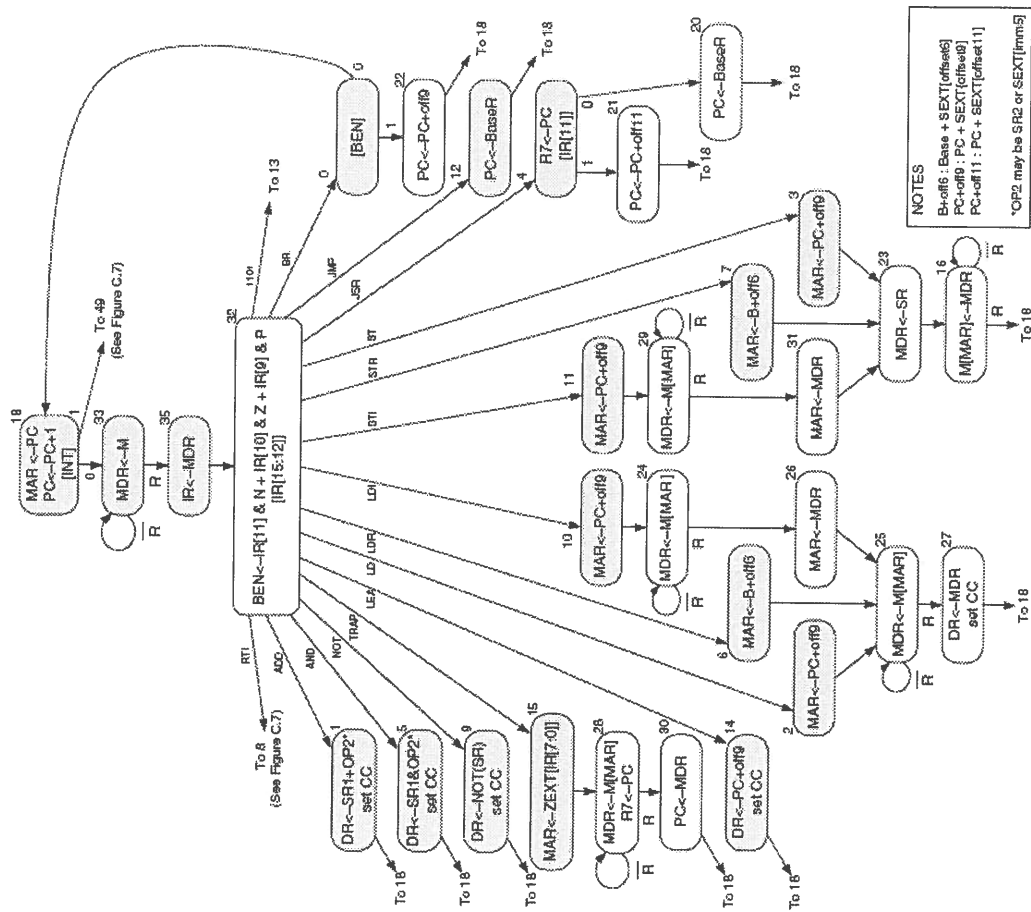 18
MAR <-PC
PC<-PC+1
[INT]
1
To 49
(See Figure C.7)
0
33
MDR<-M
R
R
35
IR<-MDR
32
BEN<-IR[11] & N + IR[10] & Z + IR[9] & P
[IR[15:12]]
RTI
To 8
(See Figure C.7)
ADD
AND
NOT
TRAP
LEA
LD
LDR
LDI
STI
STR
ST
JSR
JMP
BR
1101
To 13
1
DR<-SR1+OP2*
set CC
To 18
5
DR<-SR1&OP2*
set CC
To 18
9
DR<-NOT(SR)
set CC
To 18
15
MAR<-ZEXT[IR[7:0]]
28
MDR<-M[MAR]
R7<-PC
R
R
30
PC<-MDR
To 18
14
DR<-PC+off9
set CC
To 18
2
MAR<-PC+off9
6
MAR<-B+off6
10
MAR<-PC+off9
24
MDR<-M[MAR]
R
R
26
MAR<-MDR
25
MDR<-M[MAR]
R
R
27
DR<-MDR
set CC
To 18
11
MAR<-PC+off9
29
MDR<-M[MAR]
R
R
31
MAR<-MDR
7
MAR<-B+off6
3
MAR<-PC+off9
23
MDR<-SR
16
M[MAR]<-MDR
R
R
To 18
0
[BEN]
0
1
22
PC<-PC+off9
To 18
12
PC<-BaseR
To 18
4
R7<-PC
[IR[11]]
1
0
21
PC<-PC+off11
To 18
20
PC<-BaseR
To 18
NOTES
B+off6 : Base + SEXT[offset6]
PC+off9 : PC + SEXT[offset9]
PC+off11 : PC + SEXT[offset11]
*OP2 may be SR2 or SEXT[imm5]